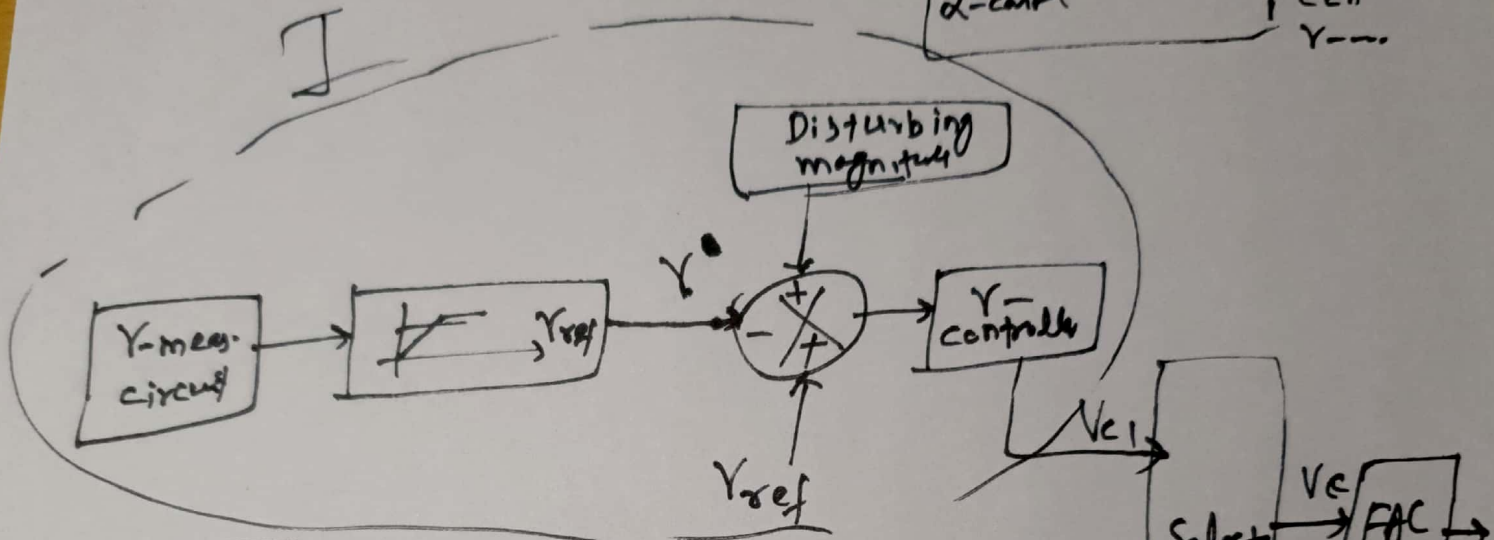 I
γ---.
Disturbing
magnitude
γ-meas.
circuit
γref
γ
-
+
+
γ-
controller
γref
Vc1
Vc
FAC